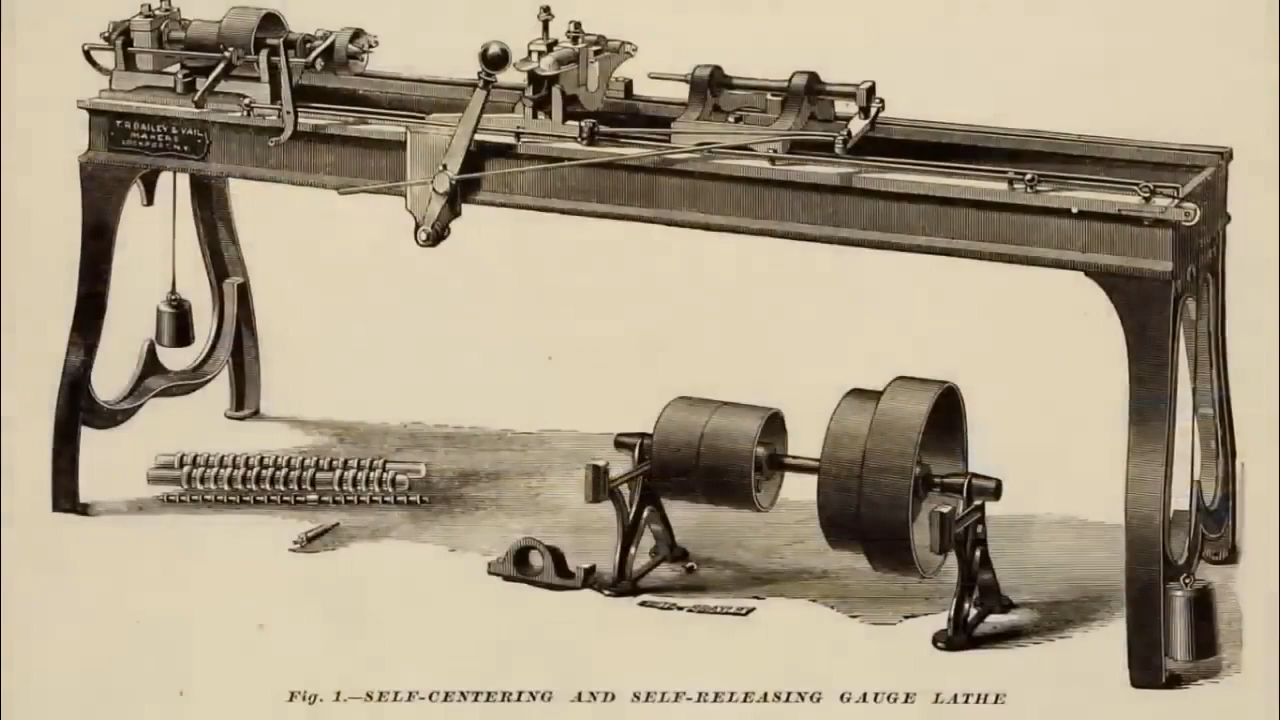 T.R BAILEY & VAIL
MAKERS
LOCKPORT N.Y.
Fig. 1.—SELF-CENTERING AND SELF-RELEASING GAUGE LATHE